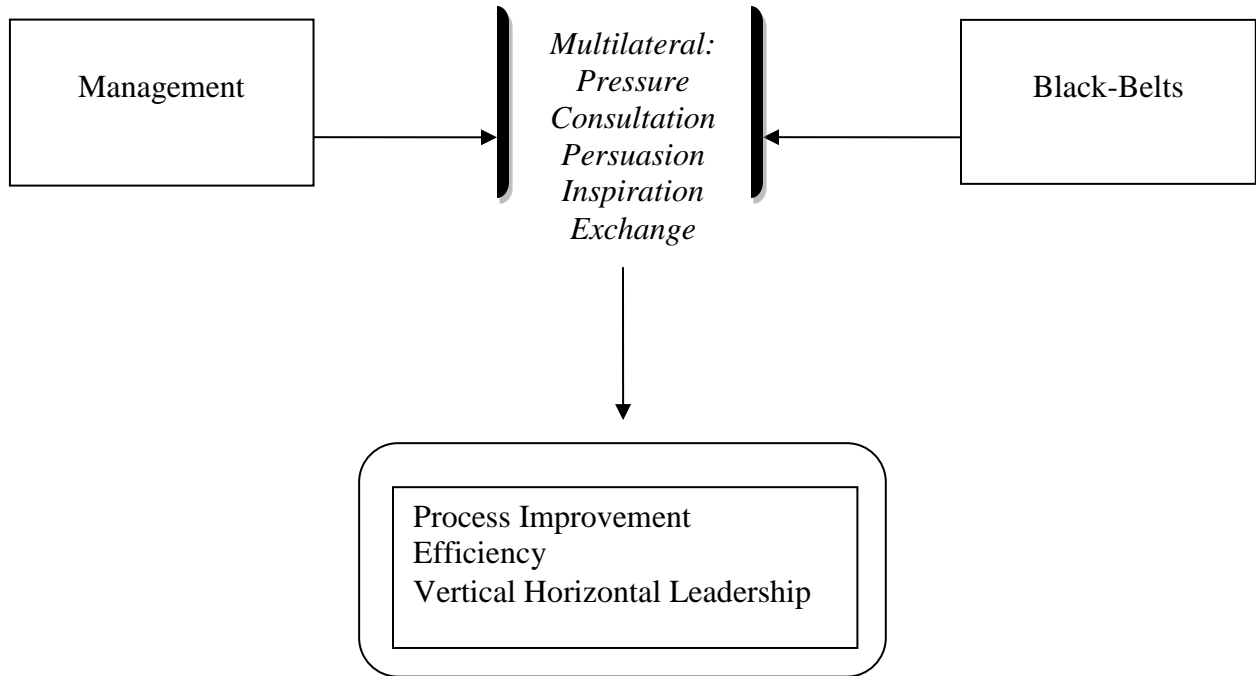 Management
Multilateral:
Pressure
Consultation
Persuasion
Inspiration
Exchange
Black-Belts
Process Improvement
Efficiency
Vertical Horizontal Leadership